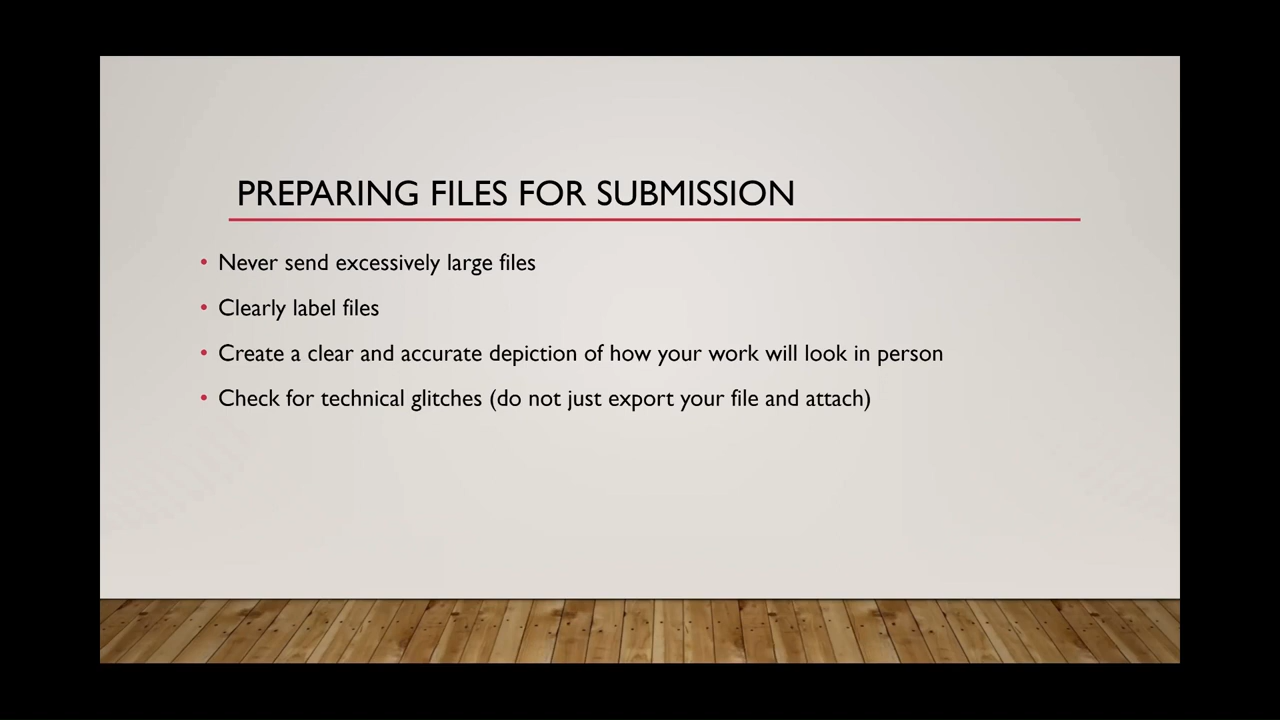 PREPARING FILES FOR SUBMISSION
• Never send excessively large files
• Clearly label files
• Create a clear and accurate depiction of how your work will look in person
• Check for technical glitches (do not just export your file and attach)